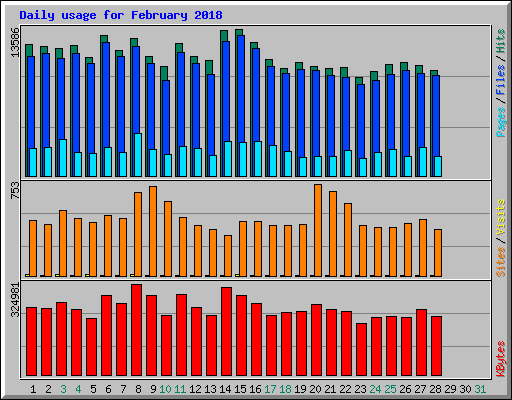 Daily usage for February 2018
13586
Pages / Files / Hits
753
Sites / Visits
324981
KBytes
1 2 3 4 5 6 7 8 9 10 11 12 13 14 15 16 17 18 19 20 21 22 23 24 25 26 27 28 29 30 31